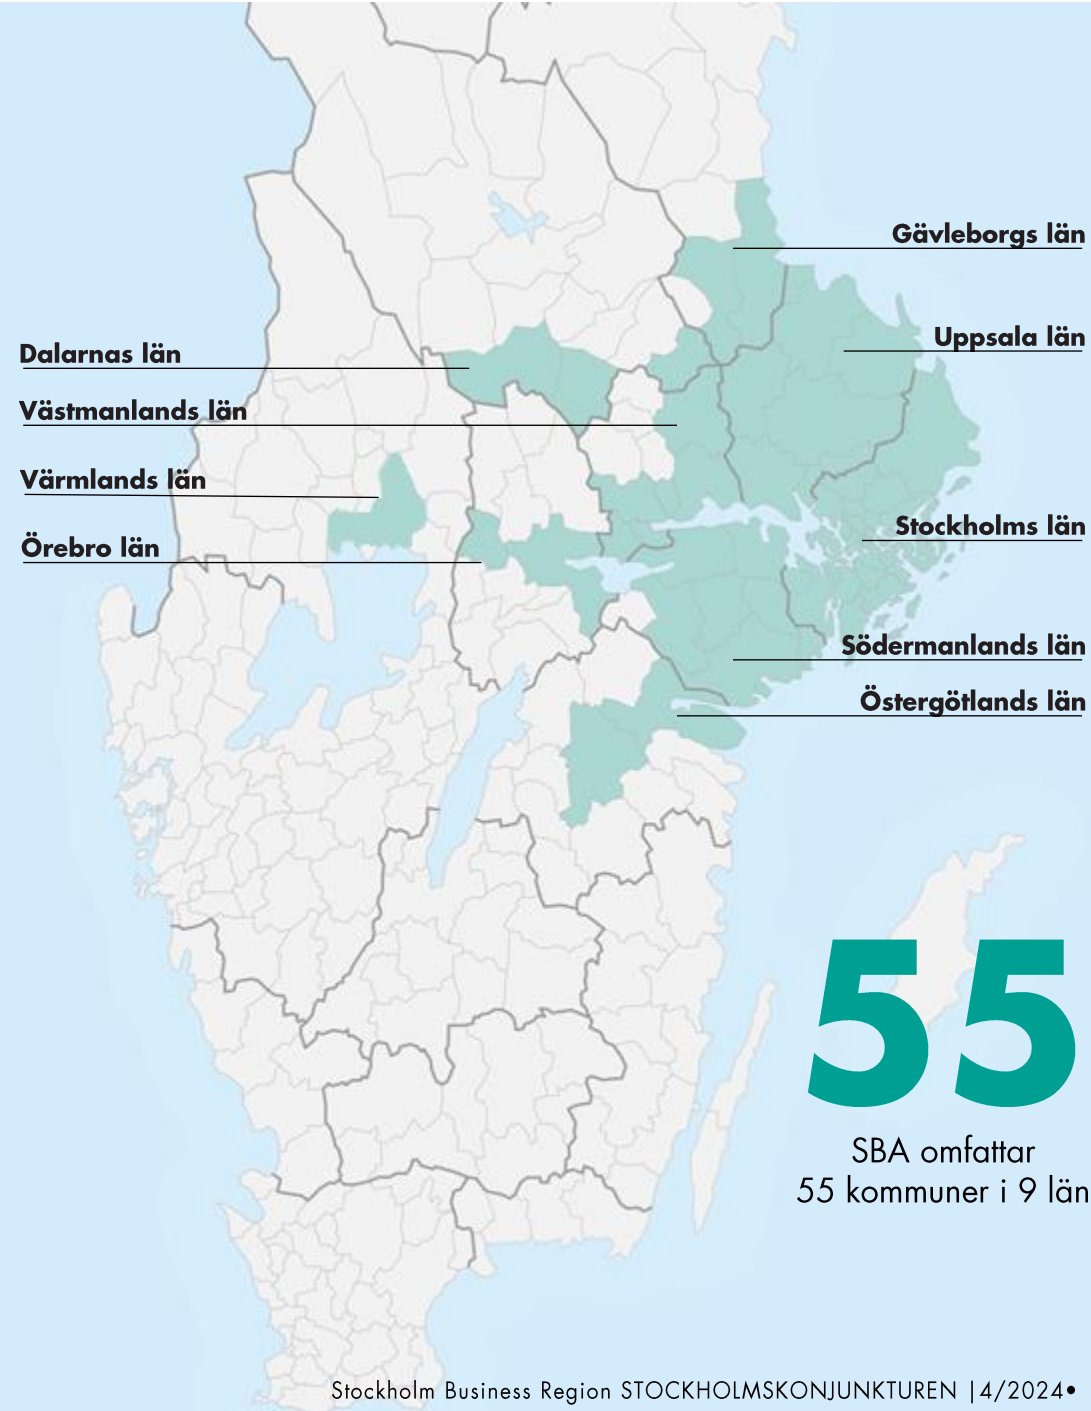 Gävleborgs län
Uppsala län
Dalarnas län
Västmanlands län
Värmlands län
Stockholms län
Örebro län
Södermanlands län
Östergötlands län
55
SBA omfattar
55 kommuner i 9 län
Stockholm Business Region STOCKHOLMSKONJUNKTUREN |4/2024•